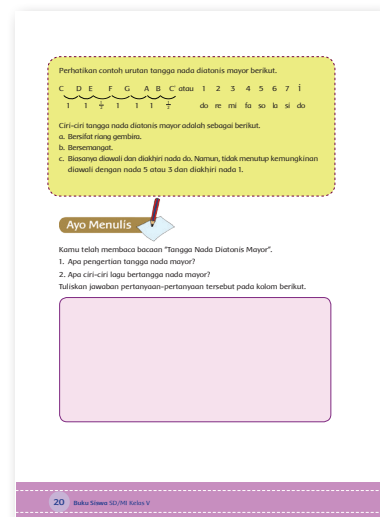 Perhatikan contoh urutan tangga nada diatonis mayor berikut.
C D E F G A B C' atau 1 2 3 4 5 6 7 i
1 1 ½ 1 1 1 ½ do re mi fa so la si do
Ciri-ciri tangga nada diatonis mayor adalah sebagai berikut.
a. Bersifat riang gembira.
b. Bersemangat.
c. Biasanya diawali dan diakhiri nada do. Namun, tidak menutup kemungkinan
diawali dengan nada 5 atau 3 dan diakhiri nada 1.
Ayo Menulis
Kamu telah membaca bacaan "Tangga Nada Diatonis Mayor".
1. Apa pengertian tangga nada mayor?
2. Apa ciri-ciri lagu bertangga nada mayor?
Tuliskan jawaban pertanyaan-pertanyaan tersebut pada kolom berikut.
20 Buku Siswa SD/MI Kelas V